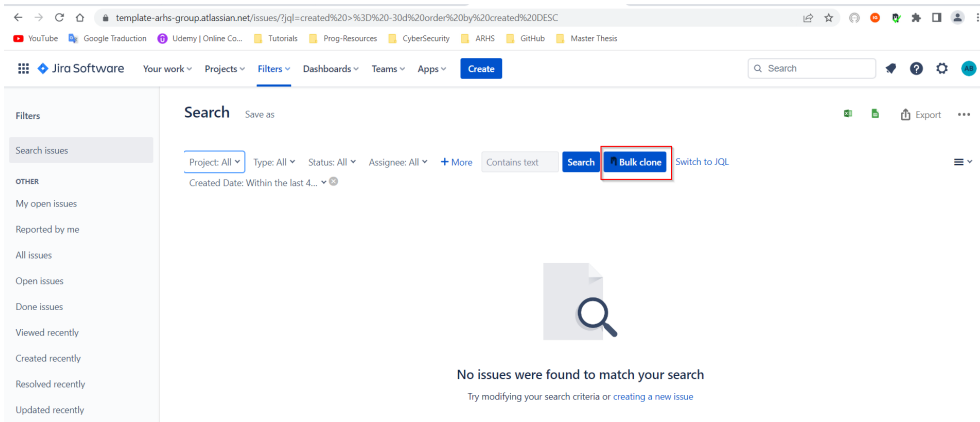 template-arhs-group.atlassian.net/issues/?jql=created%20>%3D%20-30d%20order%20by%20created%20DESC
YouTube Google Traduction Udemy | Online Co... Tutorials Prog-Resources CyberSecurity ARHS GitHub Master Thesis
Jira Software Your work Projects Filters Dashboards Teams Apps Create Search AB
Filters
Search Save as Export
Search issues
Project: All Type: All Status: All Assignee: All + More Contains text Search Bulk clone Switch to JQL
Created Date: Within the last 4...
OTHER
My open issues
Reported by me
All issues
Open issues
Done issues
Viewed recently
Created recently
Resolved recently
Updated recently
No issues were found to match your search
Try modifying your search criteria or creating a new issue